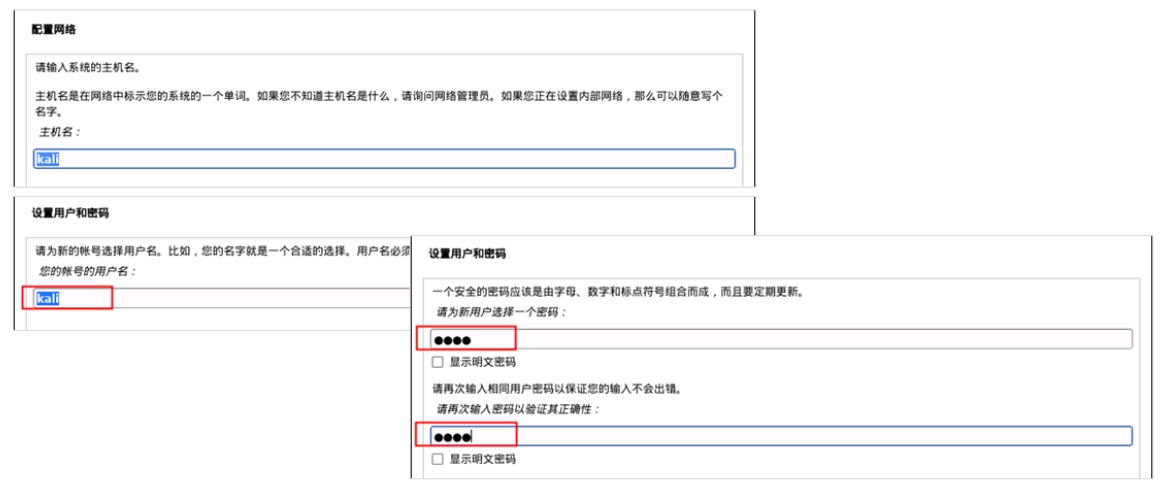 配置网络
请输入系统的主机名。
主机名是在网络中标示您的系统的一个单词。如果您不知道主机名是什么，请询问网络管理员。如果您正在设置内部网络，那么可以随意写个
名字。
主机名：
kali
设置用户和密码
请为新的帐号选择用户名。比如，您的名字就是一个合适的选择。用户名必须
您的帐号的用户名：
kali
设置用户和密码
一个安全的密码应该是由字母、数字和标点符号组合而成，而且要定期更新。
请为新用户选择一个密码：
●●●●
显示明文密码
请再次输入相同用户密码以保证您的输入不会出错。
请再次输入密码以验证其正确性：
●●●●
显示明文密码